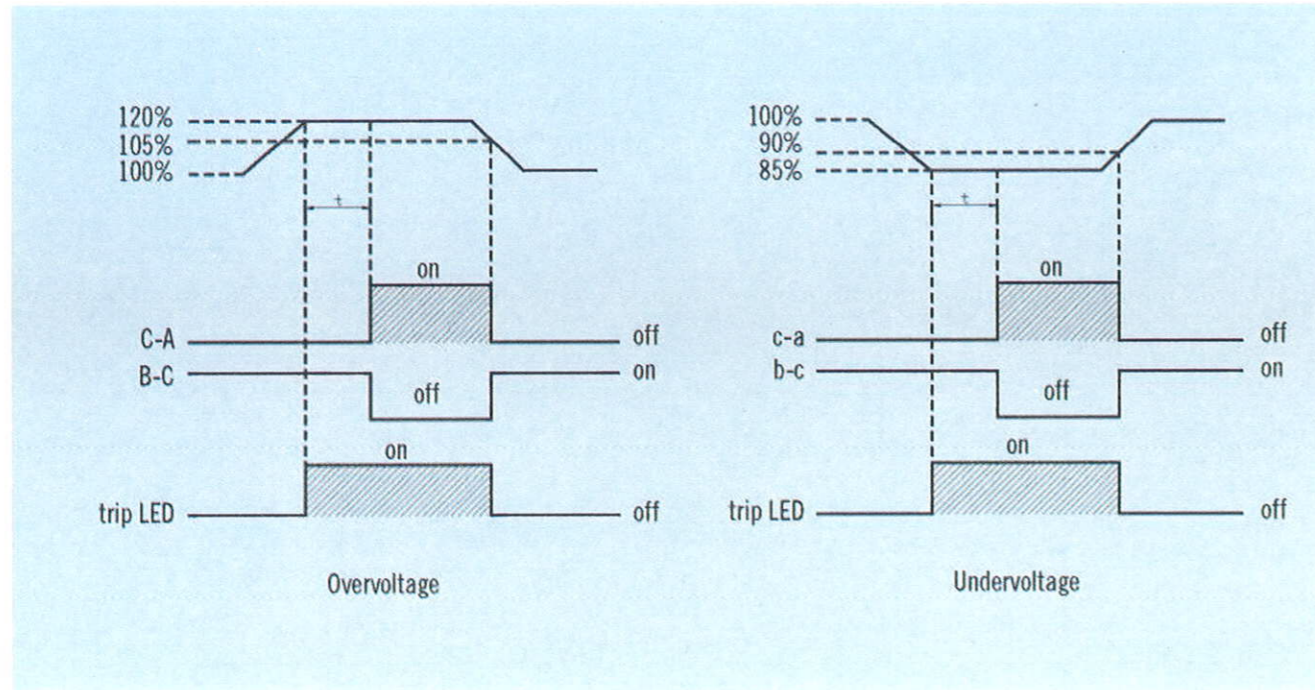 120%
105%
100%
t
on
C-A
off
B-C
on
off
on
trip LED
off
Overvoltage
100%
90%
85%
t
on
c-a
off
b-c
on
off
on
trip LED
off
Undervoltage